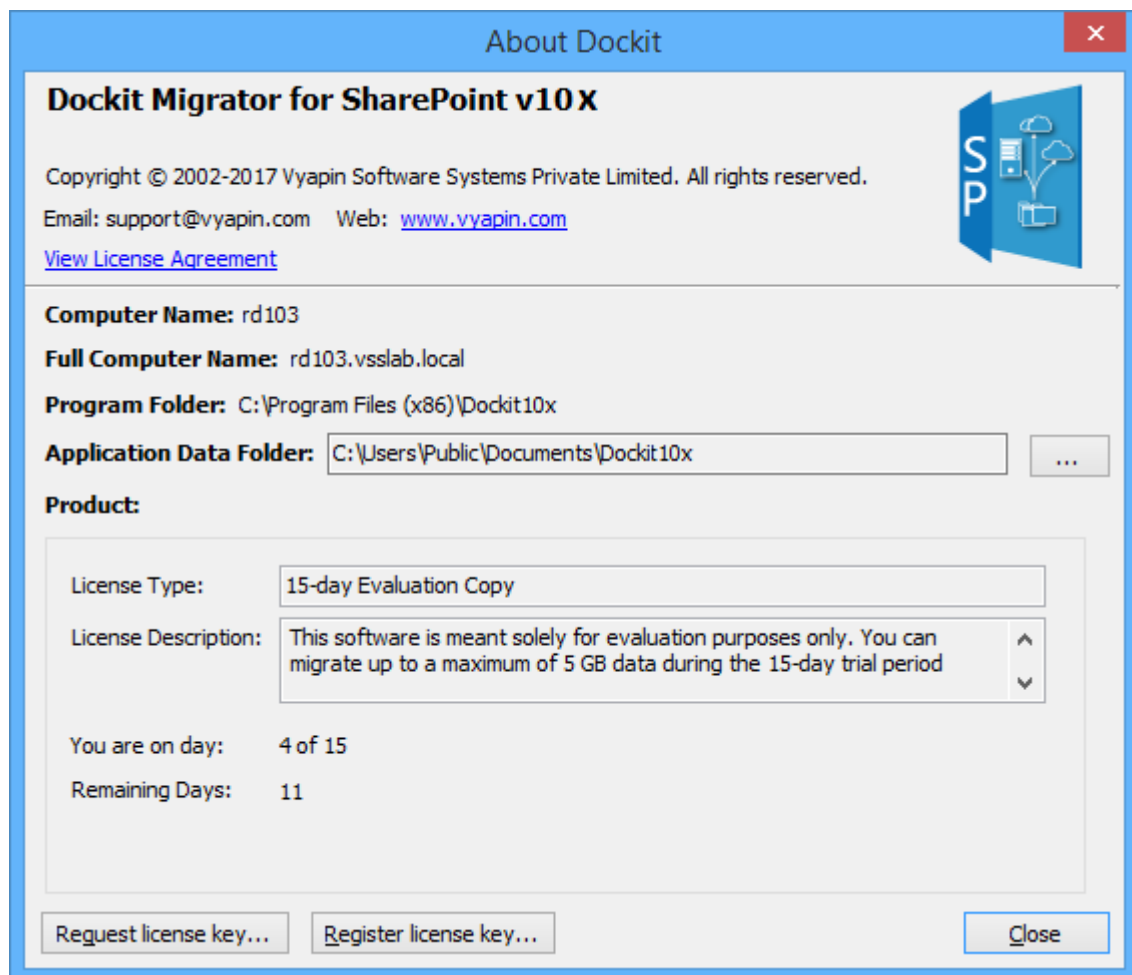 About Dockit
Dockit Migrator for SharePoint v10 X
SP
Copyright © 2002-2017 Vyapin Software Systems Private Limited. All rights reserved.
Email: support@vyapin.com Web: www.vyapin.com
View License Agreement
Computer Name: rd103
Full Computer Name: rd103.vsslab.local
Program Folder: C:\Program Files (x86)\Dockit10x
Application Data Folder: C:\Users\Public\Documents\Dockit10x ...
Product:
License Type: 15-day Evaluation Copy
License Description: This software is meant solely for evaluation purposes only. You can
migrate up to a maximum of 5 GB data during the 15-day trial period
You are on day: 4 of 15
Remaining Days: 11
Request license key... Register license key... Close